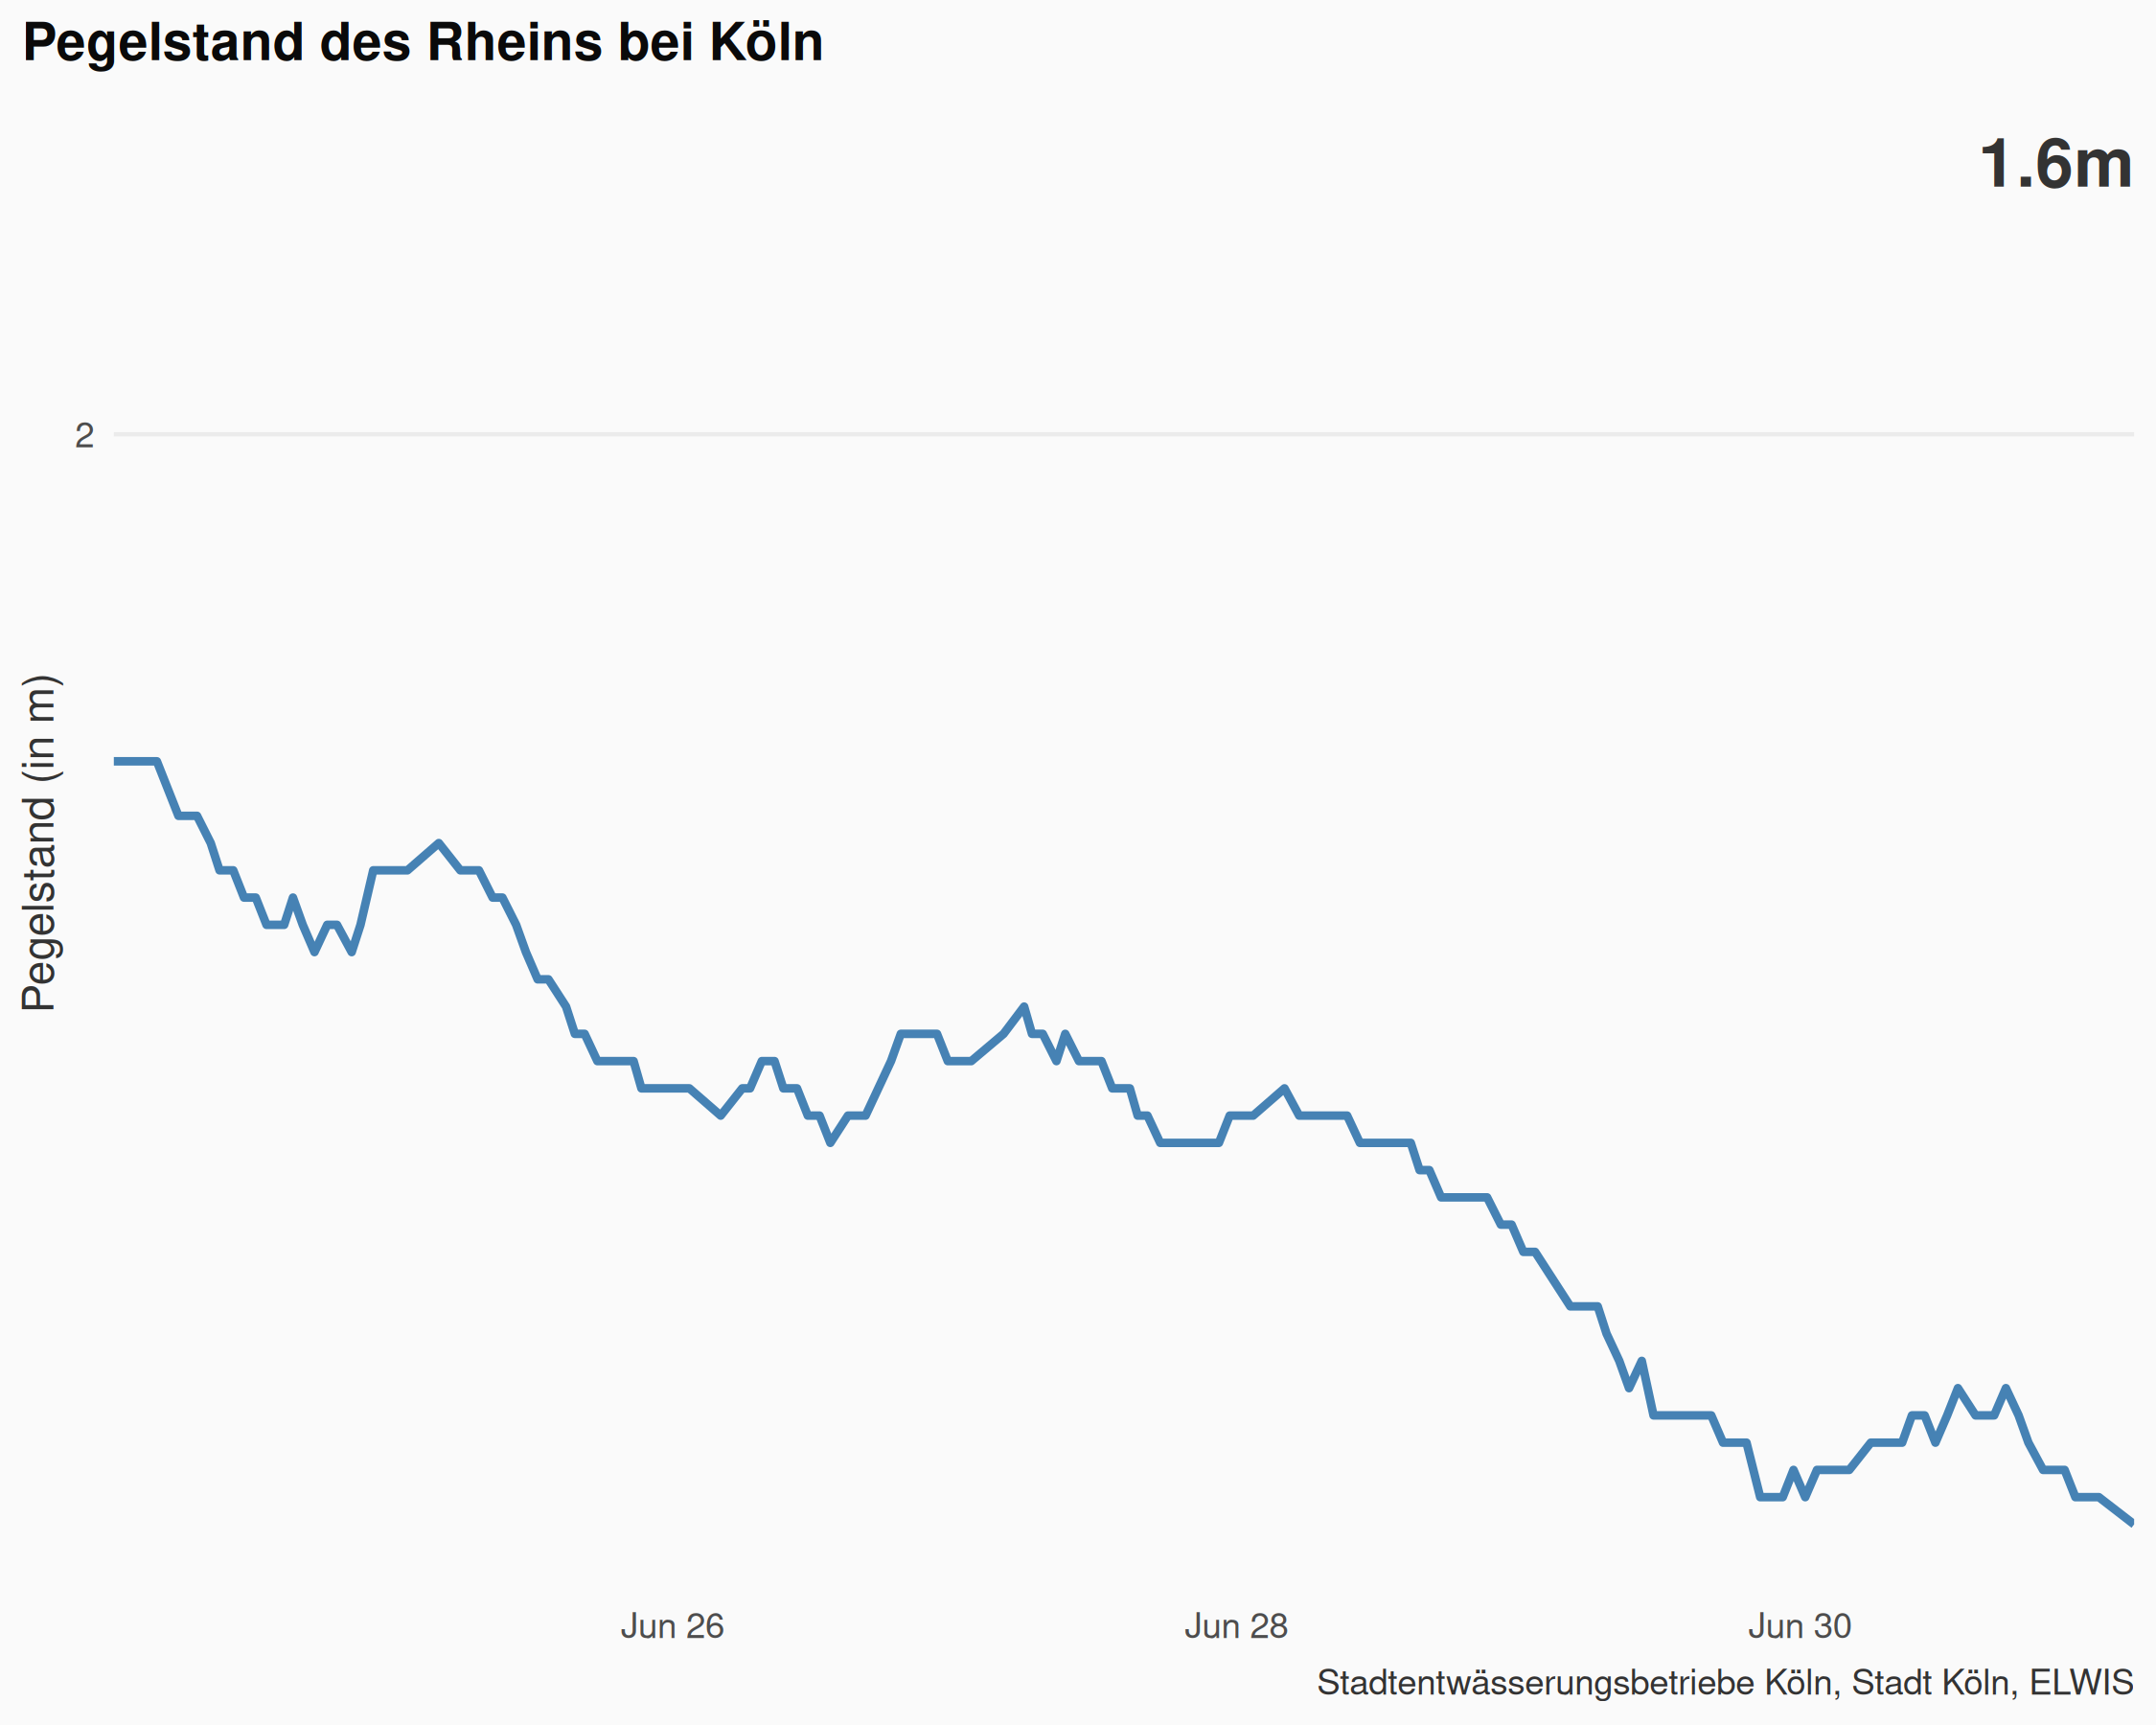 Pegelstand des Rheins bei Köln
1.6m
2
Pegelstand (in m)
Jun 26
Jun 28
Jun 30
Stadtentwässerungsbetriebe Köln, Stadt Köln, ELWIS